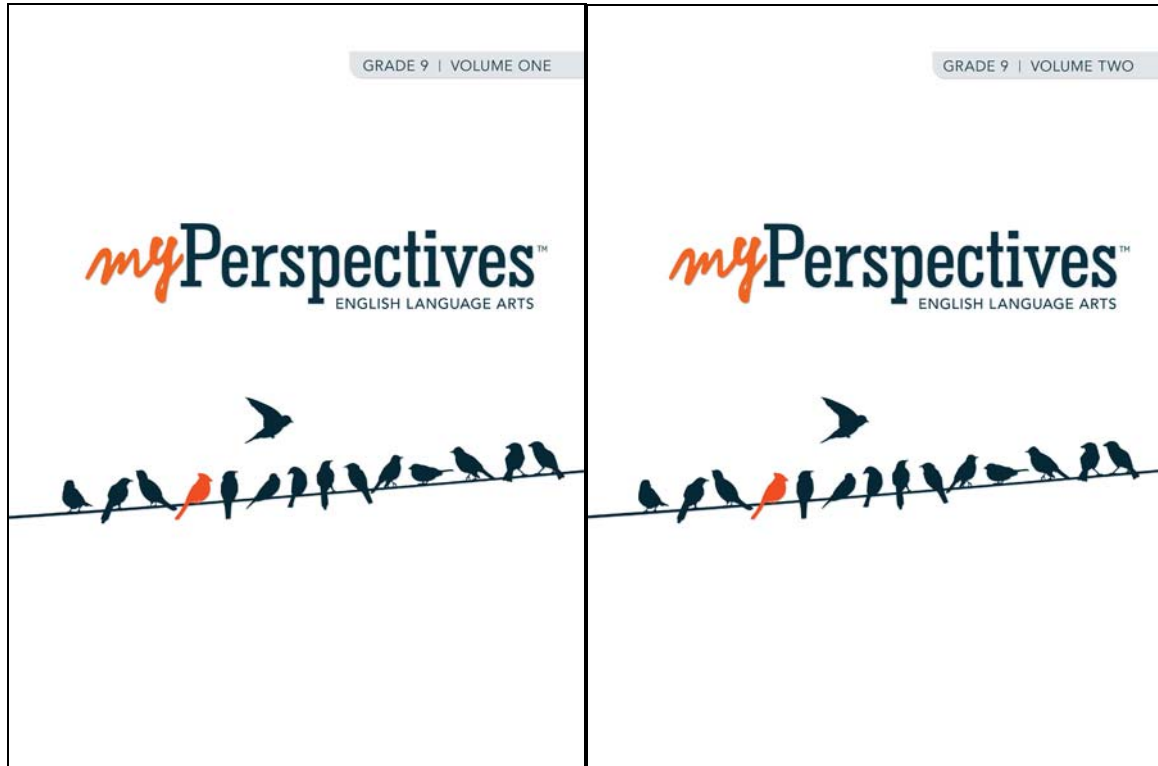 GRADE 9 | VOLUME ONE
myPerspectives™
ENGLISH LANGUAGE ARTS
GRADE 9 | VOLUME TWO
myPerspectives™
ENGLISH LANGUAGE ARTS